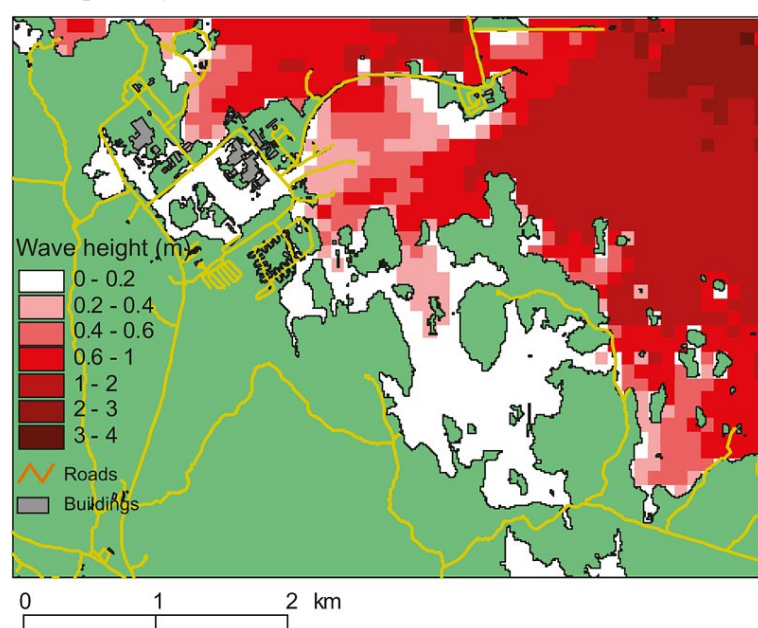 Wave height (m)
0 - 0.2
0.2 - 0.4
0.4 - 0.6
0.6 - 1
1 - 2
2 - 3
3 - 4
Roads
Buildings
0 1 2 km